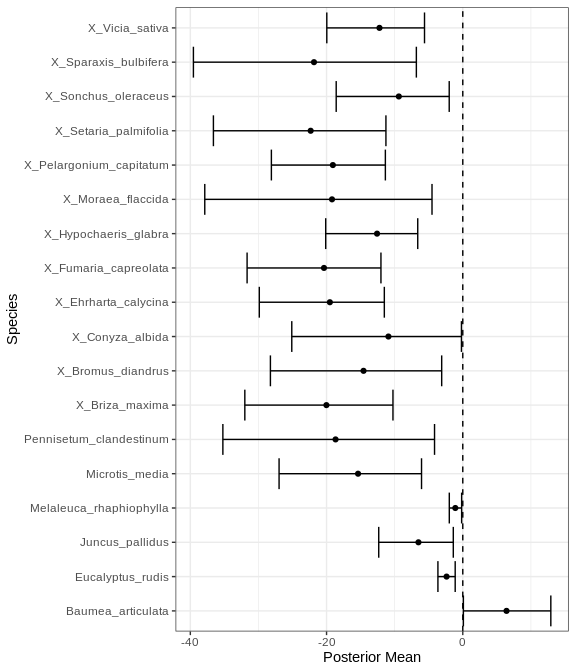 X_Vicia_sativa
X_Sparaxis_bulbifera
X_Sonchus_oleraceus
X_Setaria_palmifolia
X_Pelargonium_capitatum
X_Moraea_flaccida
X_Hypochaeris_glabra
X_Fumaria_capreolata
X_Ehrharta_calycina
X_Conyza_albida
X_Bromus_diandrus
X_Briza_maxima
Pennisetum_clandestinum
Microtis_media
Melaleuca_rhaphiophylla
Juncus_pallidus
Eucalyptus_rudis
Baumea_articulata
Species
-40 -20 0
Posterior Mean